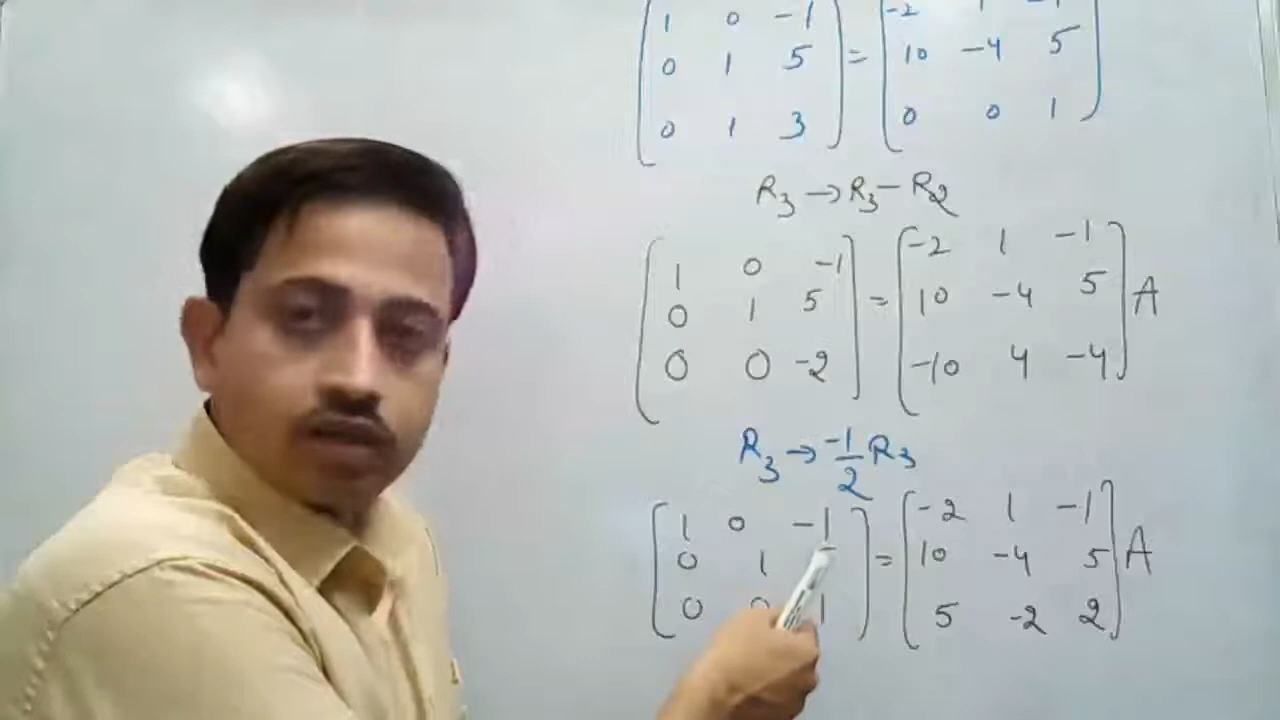 1 0 -1 -2
0 1 5 = 10 -4 5
0 1 3 0 0 1
R3 → R3 - R2
1 0 -1 -2 1 -1
0 1 5 = 10 -4 5 A
0 0 -2 -10 4 -4
R3 → -1/2 R3
1 0 -1 -2 1 -1
0 1 = 10 -4 5 A
0 1 5 -2 2